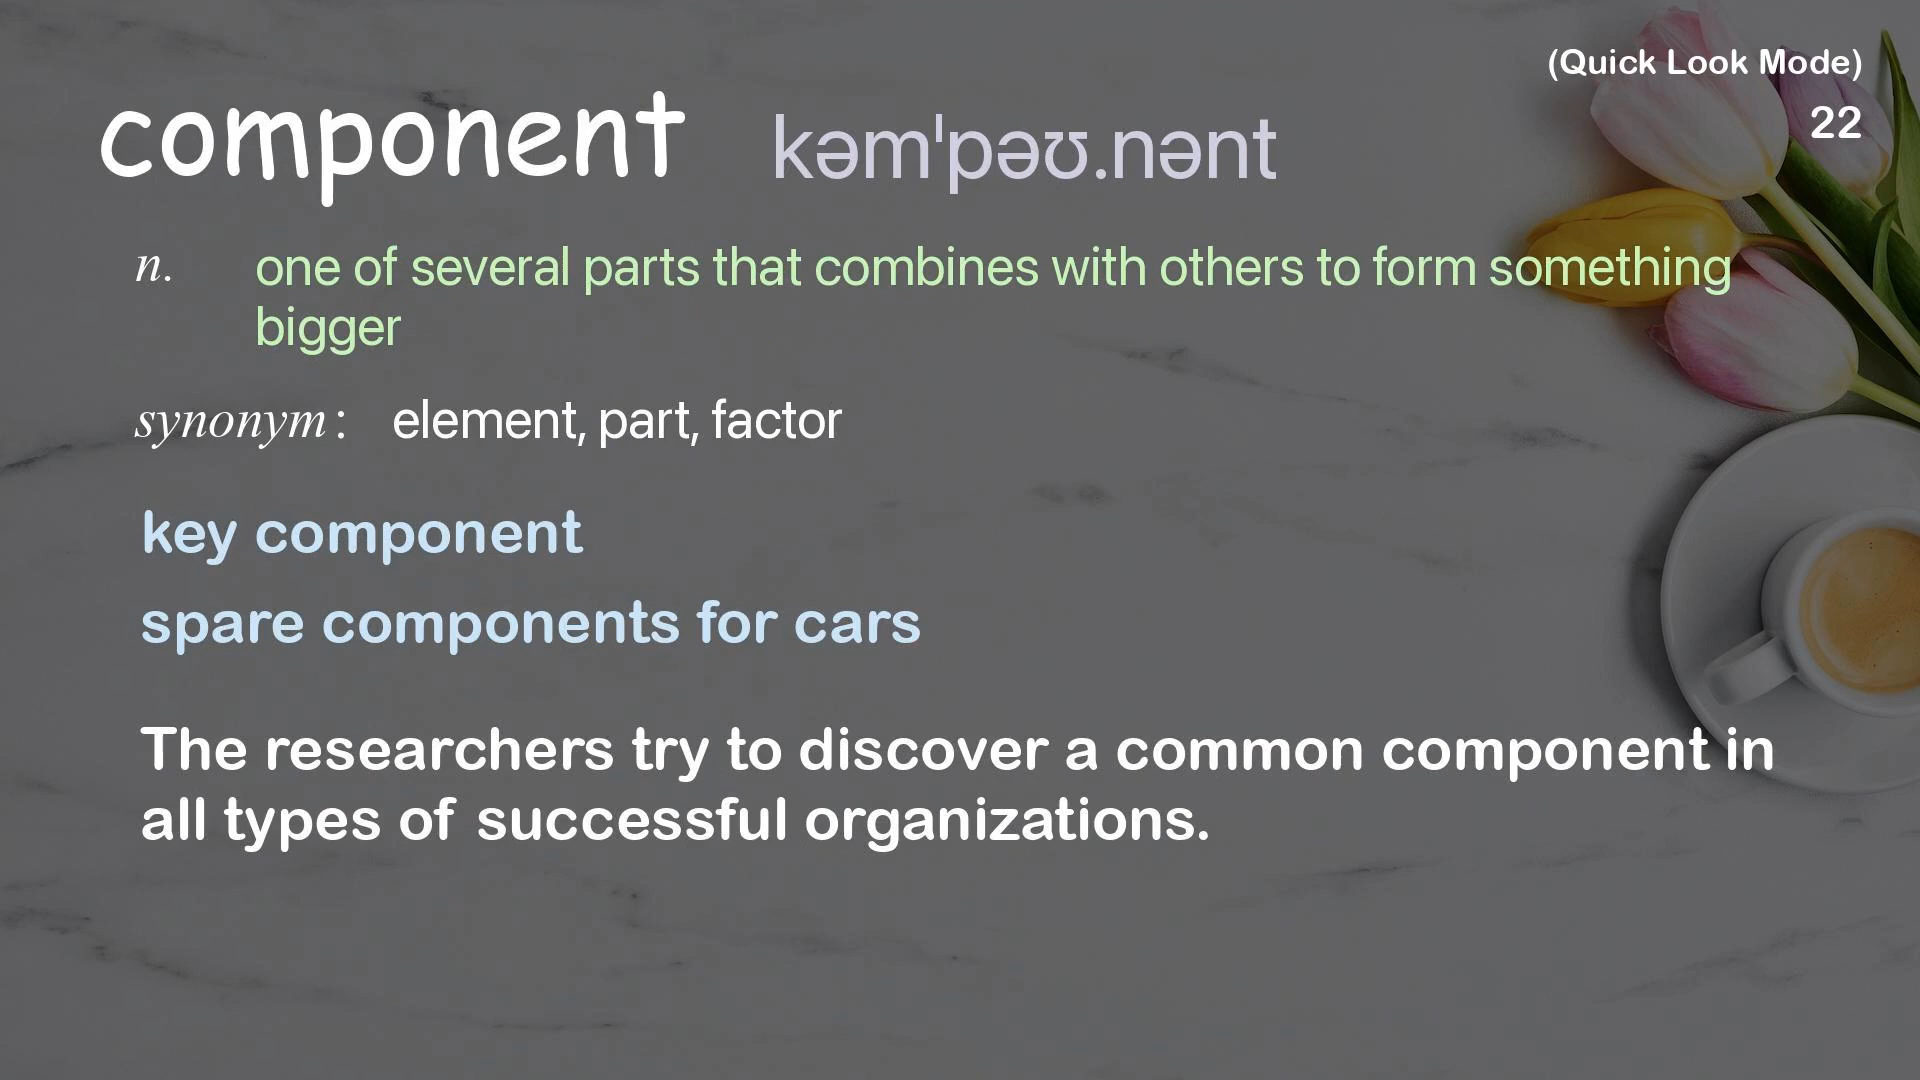 (Quick Look Mode)
22
component kəmˈpəʊ.nənt
n. one of several parts that combines with others to form something
bigger
synonym: element, part, factor
key component
spare components for cars
The researchers try to discover a common component in
all types of successful organizations.